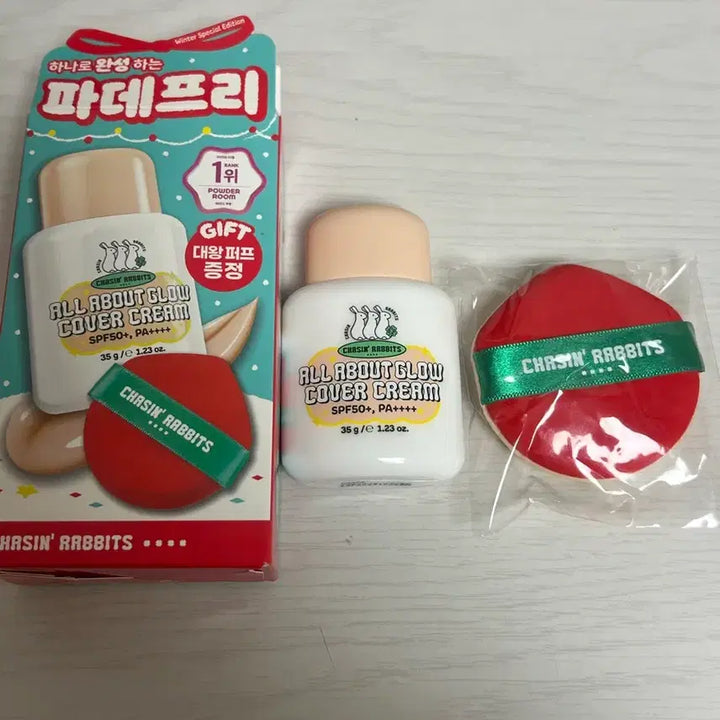 Winter Special Edition
하나로 완성 하는
파데프리
RANK
1위
POWDER
ROOM
GIFT
대왕 퍼프
증정
CHASIN' RABBITS
ALL ABOUT GLOW
COVER CREAM
SPF50+, PA++++
35 g / ℮ 1.23 oz.
CHASIN' RABBITS
HASIN' RABBITS
CHASIN' RABBITS
CHASIN' RABBITS
ALL ABOUT GLOW
COVER CREAM
SPF50+, PA++++
35 g / ℮ 1.23 oz.
CHASIN' RABBITS